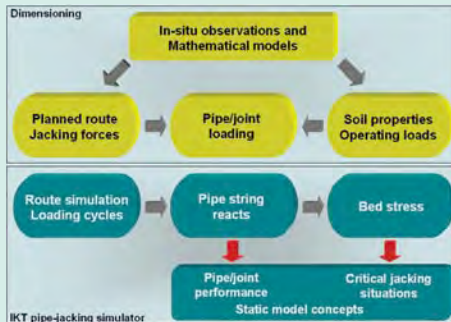 Dimensioning
In-situ observations and
Mathematical models
Planned route
Jacking forces
Pipe/joint
loading
Soil properties
Operating loads
Route simulation
Loading cycles
Pipe string
reacts
Bed stress
Pipe/joint
performance
Critical jacking
situations
Static model concepts
IKT pipe-jacking simulator